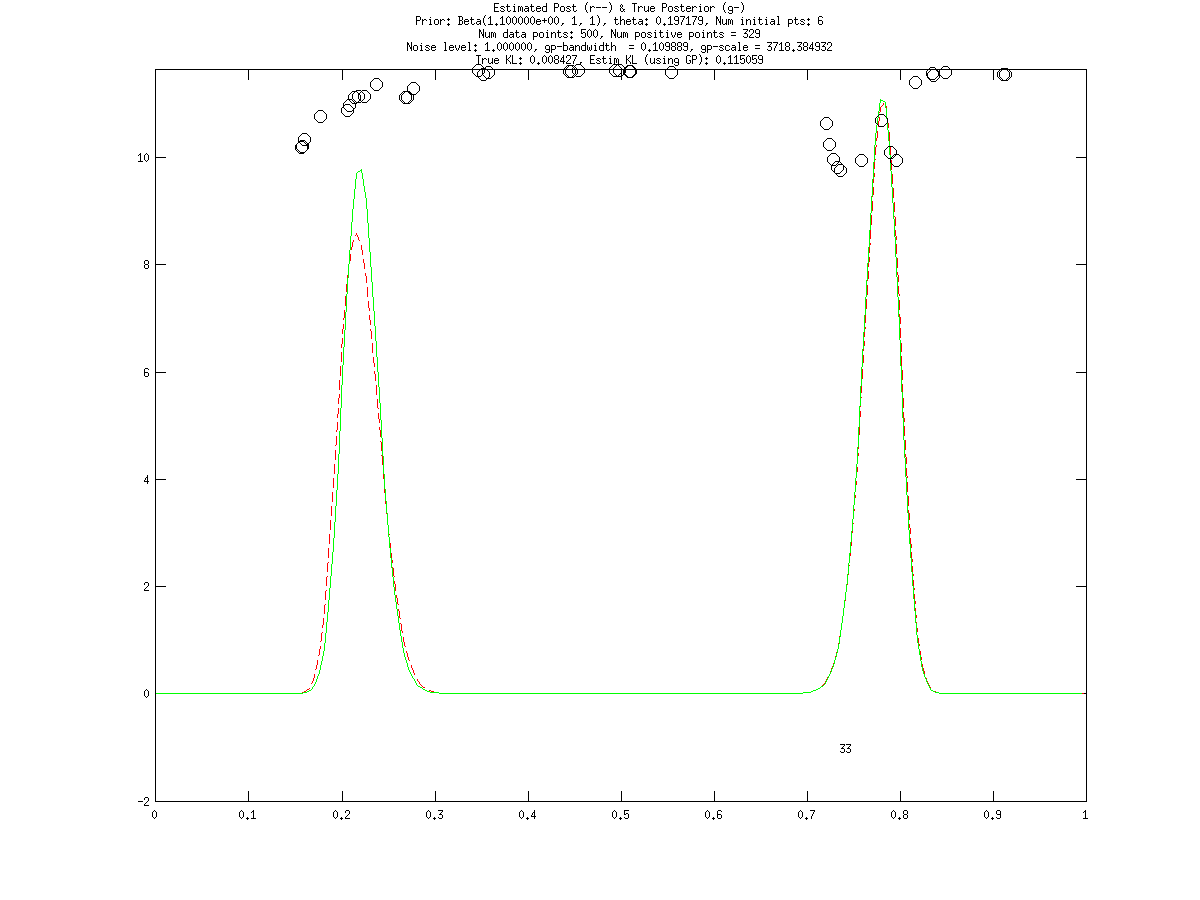 Estimated Post (r--) & True Posterior (g-)
Prior: Beta(1.100000e+00, 1, 1), theta: 0.197179, Num initial pts: 6
Num data points: 500, Num positive points = 329
Noise level: 1.000000, gp-bandwidth  = 0.109889, gp-scale = 3718.384932
True KL: 0.008427, Estim KL (using GP): 0.115059
10
8
6
4
2
0
33
-2
0 0.1 0.2 0.3 0.4 0.5 0.6 0.7 0.8 0.9 1